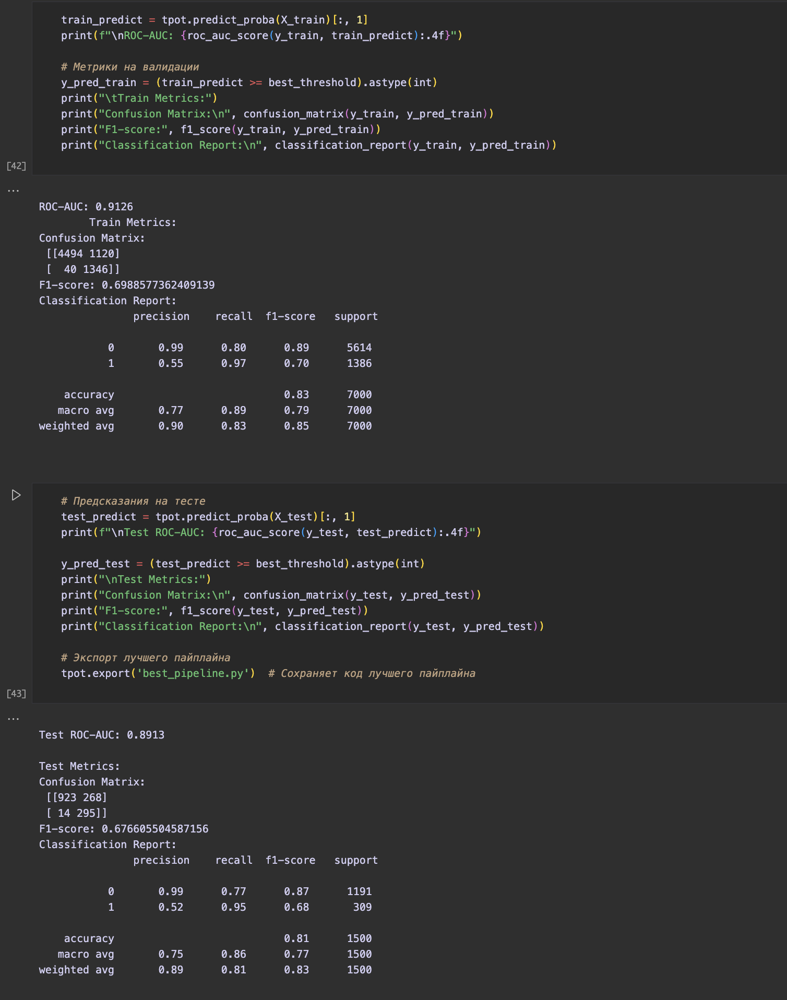 train_predict = tpot.predict_proba(X_train)[:, 1]
print(f"\nROC-AUC: {roc_auc_score(y_train, train_predict):.4f}")
# Метрики на валидации
y_pred_train = (train_predict >= best_threshold).astype(int)
print("\tTrain Metrics:")
print("Confusion Matrix:\n", confusion_matrix(y_train, y_pred_train))
print("F1-score:", f1_score(y_train, y_pred_train))
print("Classification Report:\n", classification_report(y_train, y_pred_train))
[42]
...
ROC-AUC: 0.9126
Train Metrics:
Confusion Matrix:
[[4494 1120]
[  40 1346]]
F1-score: 0.6988577362409139
Classification Report:
precision    recall  f1-score   support
0       0.99      0.80      0.89      5614
1       0.55      0.97      0.70      1386
accuracy                           0.83      7000
macro avg       0.77      0.89      0.79      7000
weighted avg       0.90      0.83      0.85      7000
# Предсказания на тесте
test_predict = tpot.predict_proba(X_test)[:, 1]
print(f"\nTest ROC-AUC: {roc_auc_score(y_test, test_predict):.4f}")
y_pred_test = (test_predict >= best_threshold).astype(int)
print("\nTest Metrics:")
print("Confusion Matrix:\n", confusion_matrix(y_test, y_pred_test))
print("F1-score:", f1_score(y_test, y_pred_test))
print("Classification Report:\n", classification_report(y_test, y_pred_test))
# Экспорт лучшего пайплайна
tpot.export('best_pipeline.py')  # Сохраняет код лучшего пайплайна
[43]
...
Test ROC-AUC: 0.8913
Test Metrics:
Confusion Matrix:
[[923 268]
[ 14 295]]
F1-score: 0.676605504587156
Classification Report:
precision    recall  f1-score   support
0       0.99      0.77      0.87      1191
1       0.52      0.95      0.68       309
accuracy                           0.81      1500
macro avg       0.75      0.86      0.77      1500
weighted avg       0.89      0.81      0.83      1500